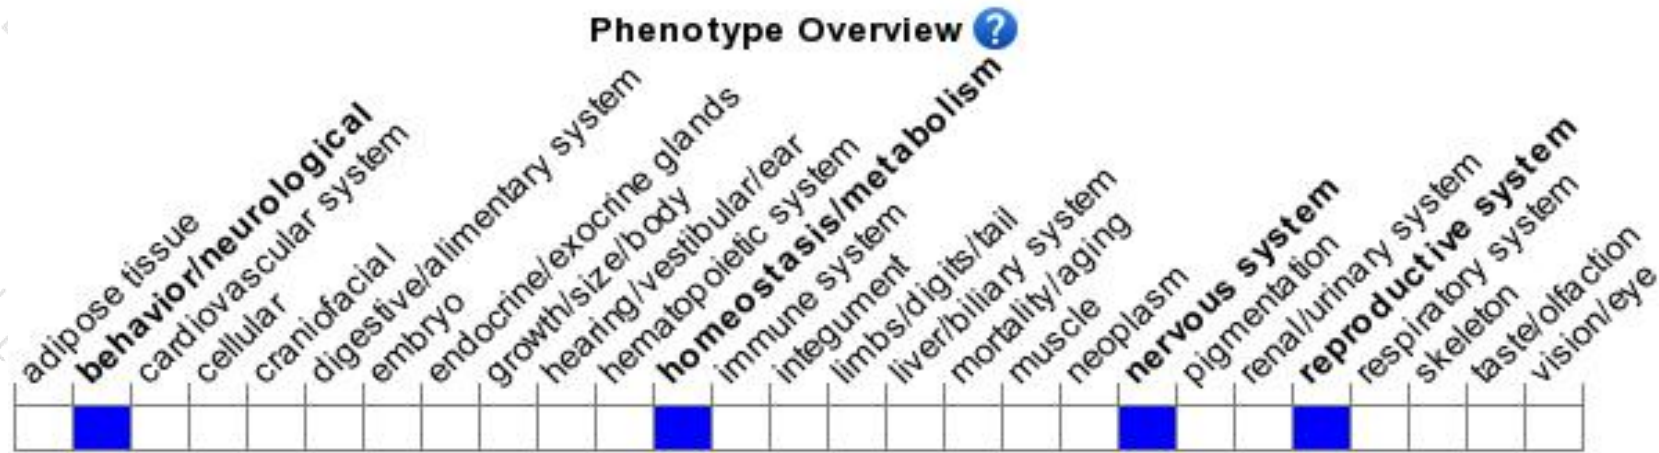 Phenotype Overview ?
adipose tissue
behavior/neurological
cardiovascular system
cellular
craniofacial
digestive/alimentary system
embryo
endocrine/exocrine glands
growth/size/body
hearing/vestibular/ear
hematopoietic system
homeostasis/metabolism
immune system
integument
limbs/digits/tail
liver/biliary system
mortality/aging
muscle
neoplasm
nervous system
pigmentation
renal/urinary system
reproductive system
respiratory system
skeleton
taste/olfaction
vision/eye